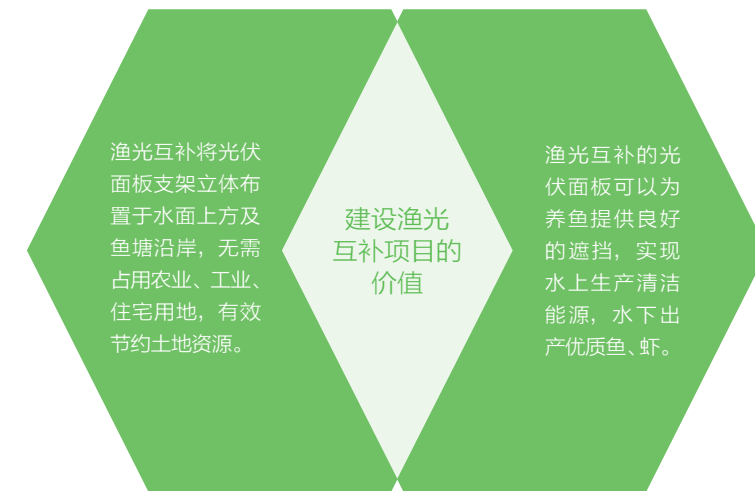 渔光互补将光伏
面板支架立体布
置于水面上方及
鱼塘沿岸，无需
占用农业、工业、
住宅用地，有效
节约土地资源。
建设渔光
互补项目的
价值
渔光互补的光
伏面板可以为
养鱼提供良好
的遮挡，实现
水上生产清洁
能源，水下出
产优质鱼、虾。